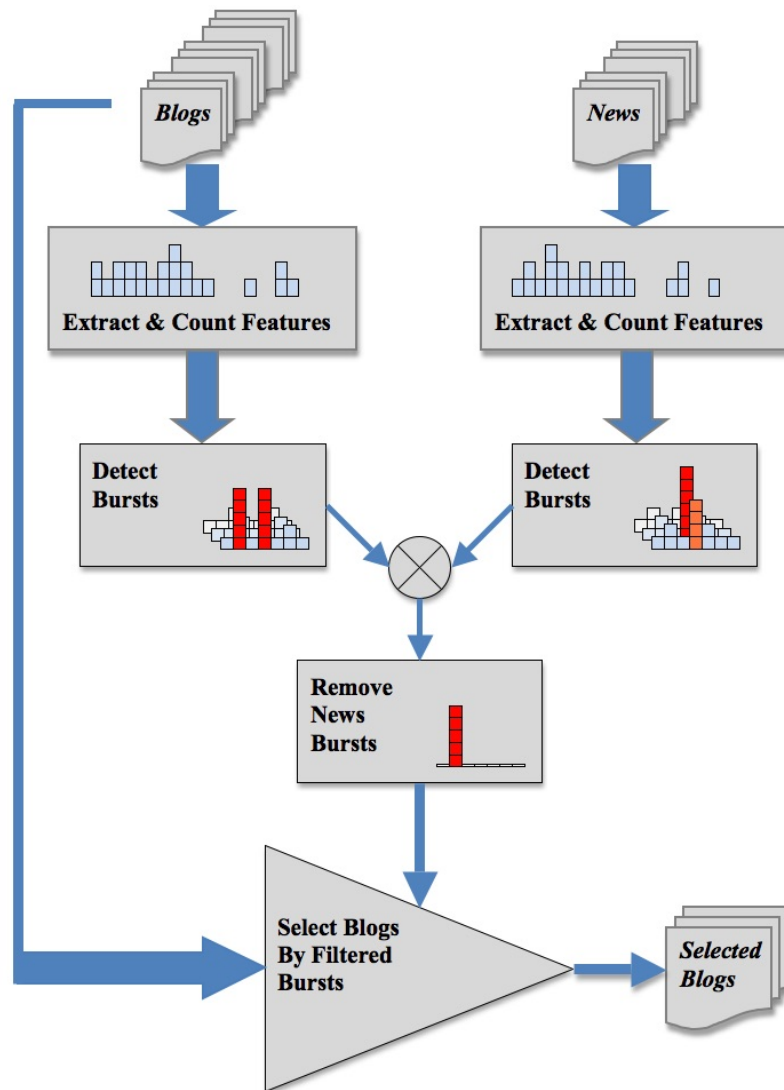 Blogs
News
Extract & Count Features
Extract & Count Features
Detect
Bursts
Detect
Bursts
Remove
News
Bursts
Select Blogs
By Filtered
Bursts
Selected
Blogs